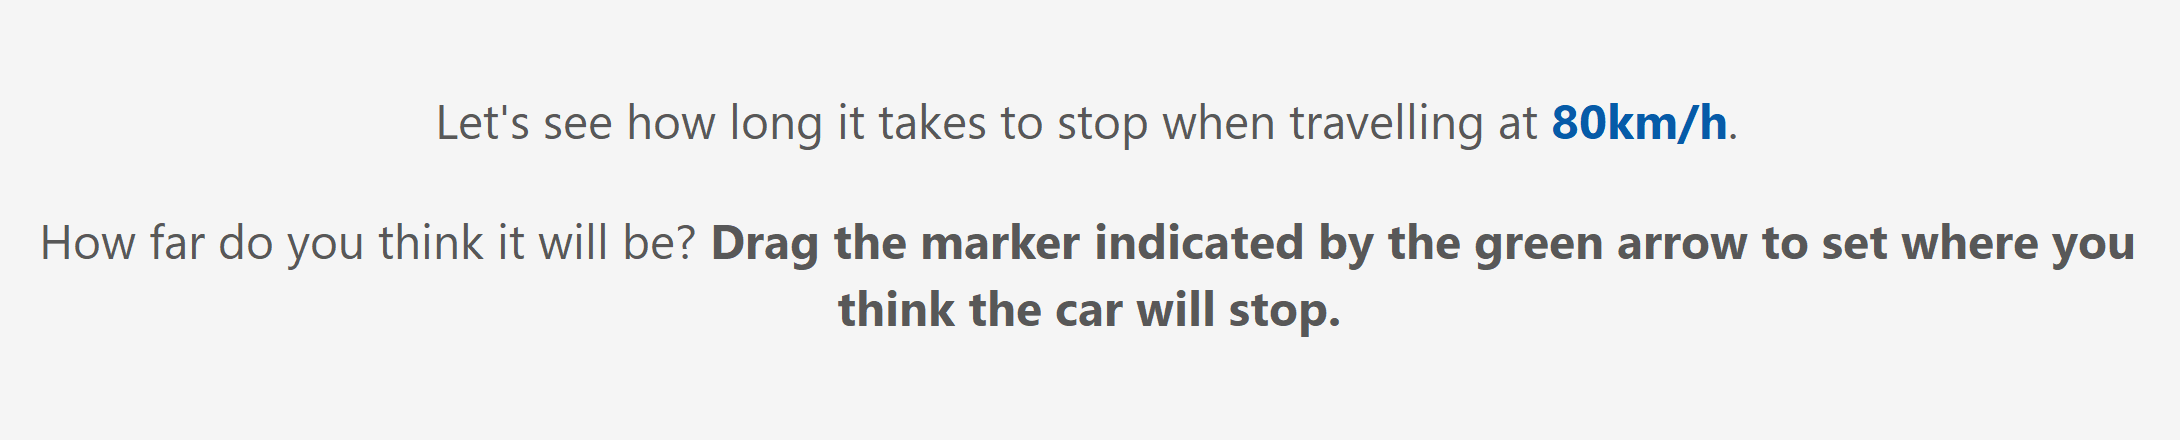 Let's see how long it takes to stop when travelling at 80km/h.
How far do you think it will be? Drag the marker indicated by the green arrow to set where you
think the car will stop.